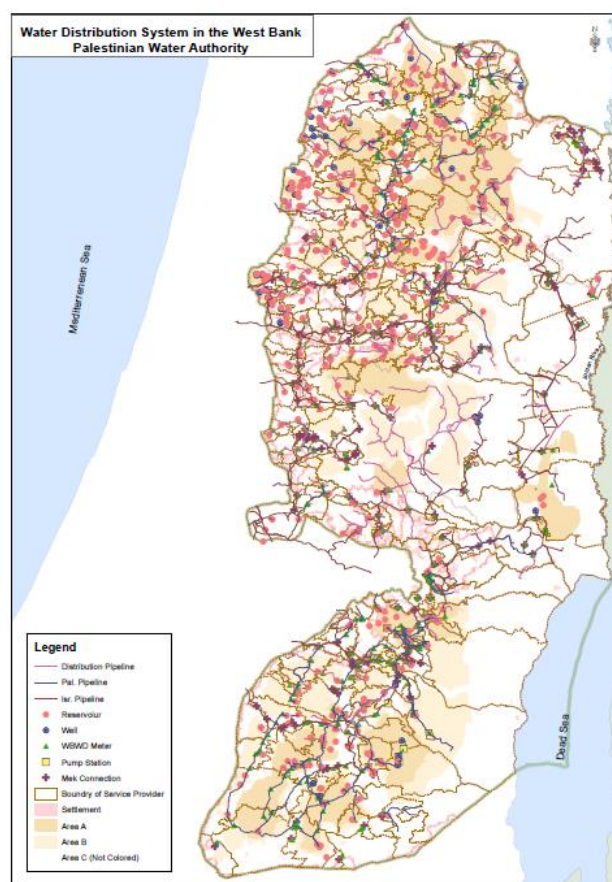 Water Distribution System in the West Bank
Palestinian Water Authority
Mediterranean Sea
Dead Sea
Legend
Distribution Pipeline
Pal. Pipeline
Isr. Pipeline
Reserviour
Well
WBWD Meter
Pump Station
Mek Connection
Boundry of Service Provider
Settlement
Area A
Area B
Area C (Not Colored)